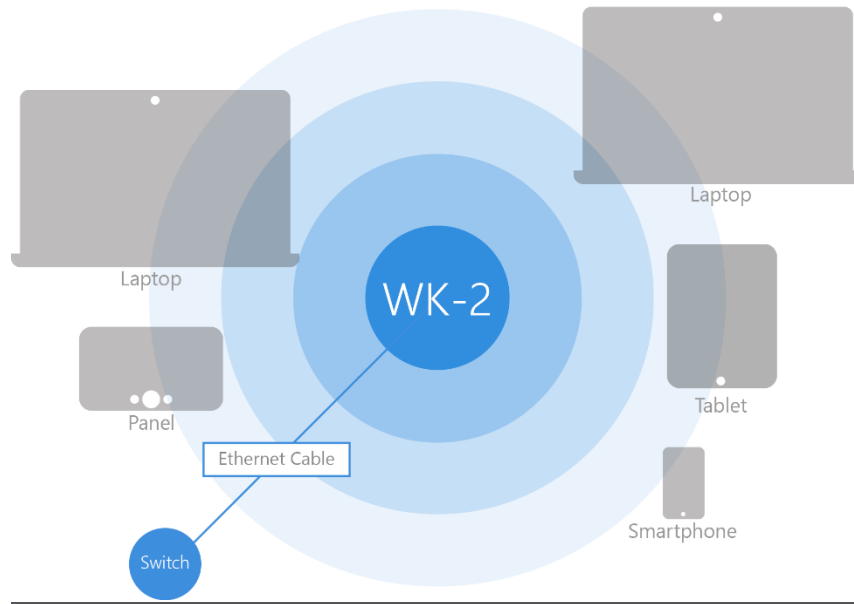 Laptop
Laptop
WK-2
Panel
Tablet
Ethernet Cable
Smartphone
Switch